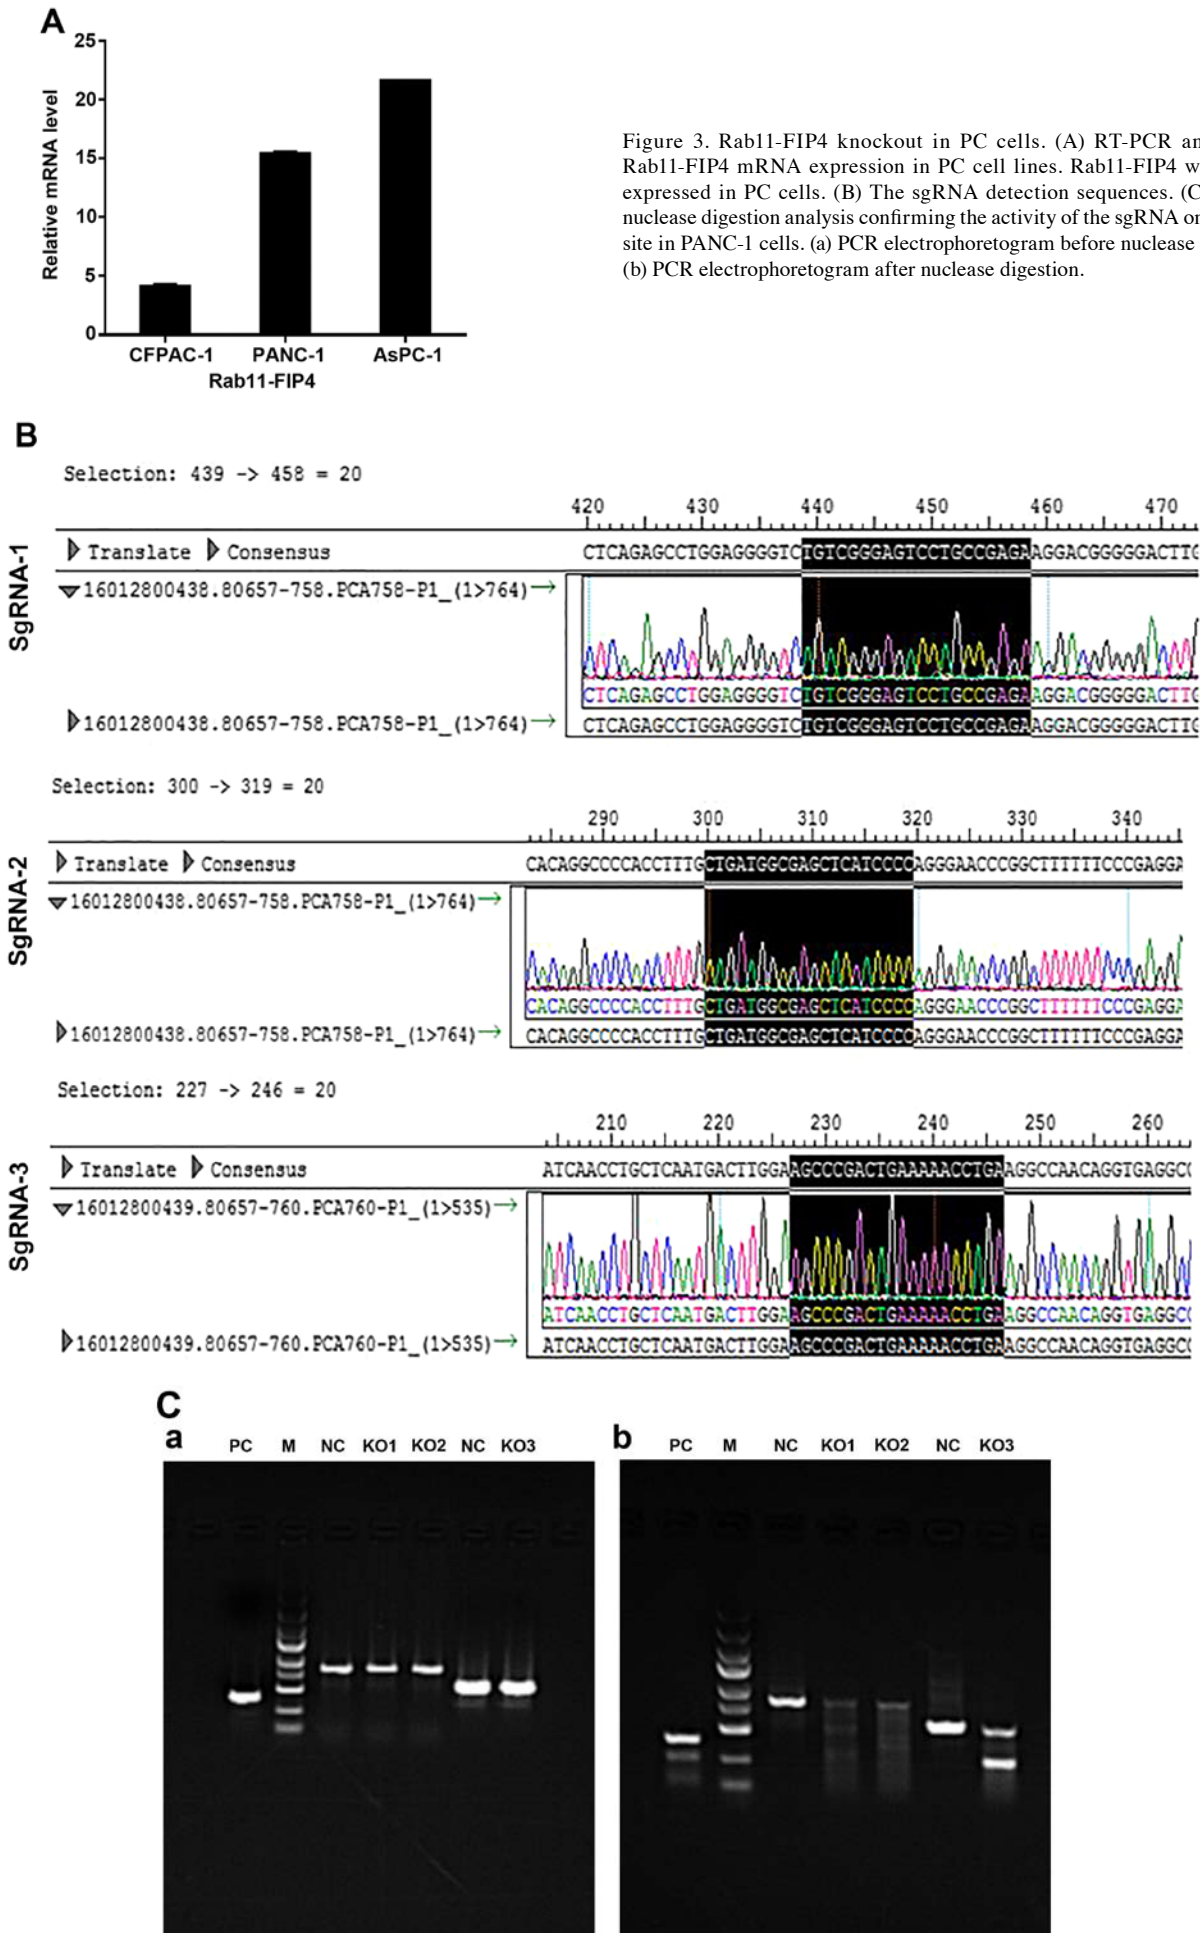 A
25
20
15
10
5
0
Relative mRNA level
CFPAC-1 PANC-1 AsPC-1
Rab11-FIP4
Figure 3. Rab11-FIP4 knockout in PC cells. (A) RT-PCR an
Rab11-FIP4 mRNA expression in PC cell lines. Rab11-FIP4 w
expressed in PC cells. (B) The sgRNA detection sequences. (C
nuclease digestion analysis confirming the activity of the sgRNA or
site in PANC-1 cells. (a) PCR electrophoretogram before nuclease
(b) PCR electrophoretogram after nuclease digestion.
B
SgRNA-1
Selection: 439 -> 458 = 20
420 430 440 450 460 470
Translate Consensus CTCAGAGCCTGGAGGGGTCTGTCGGGAGTCCTGCCGAGAAGGACGGGGGACTTG
16012800438.80657-758.PCA758-P1_(1>764)→
CTCAGAGCCTGGAGGGGTCTGTCGGGAGTCCTGCCGAGAAGGACGGGGGACTTG
16012800438.80657-758.PCA758-P1_(1>764)→ CTCAGAGCCTGGAGGGGTCTGTCGGGAGTCCTGCCGAGAAGGACGGGGGACTTG
SgRNA-2
Selection: 300 -> 319 = 20
290 300 310 320 330 340
Translate Consensus CACAGGCCCCACCTTTGCTGATGGCGAGCTCATCCCCAGGGAACCCGGCTTTTTTCCCGAGGA
16012800438.80657-758.PCA758-P1_(1>764)→
CACAGGCCCCACCTTTGCTGATGGCGAGCTCATCCCCAGGGAACCCGGCTTTTTTCCCGAGGA
16012800438.80657-758.PCA758-P1_(1>764)→ CACAGGCCCCACCTTTGCTGATGGCGAGCTCATCCCCAGGGAACCCGGCTTTTTTCCCGAGGA
SgRNA-3
Selection: 227 -> 246 = 20
210 220 230 240 250 260
Translate Consensus ATCAACCTGCTCAATGACTTGGAAGCCCGACTGAAAAACCTGAAGGCCAACAGGTGAGGCC
16012800439.80657-760.PCA760-P1_(1>535)→
ATCAACCTGCTCAATGACTTGGAAGCCCGACTGAAAAACCTGAAGGCCAACAGGTGAGGCC
16012800439.80657-760.PCA760-P1_(1>535)→ ATCAACCTGCTCAATGACTTGGAAGCCCGACTGAAAAACCTGAAGGCCAACAGGTGAGGCC
C
a
PC M NC KO1 KO2 NC KO3
b
PC M NC KO1 KO2 NC KO3